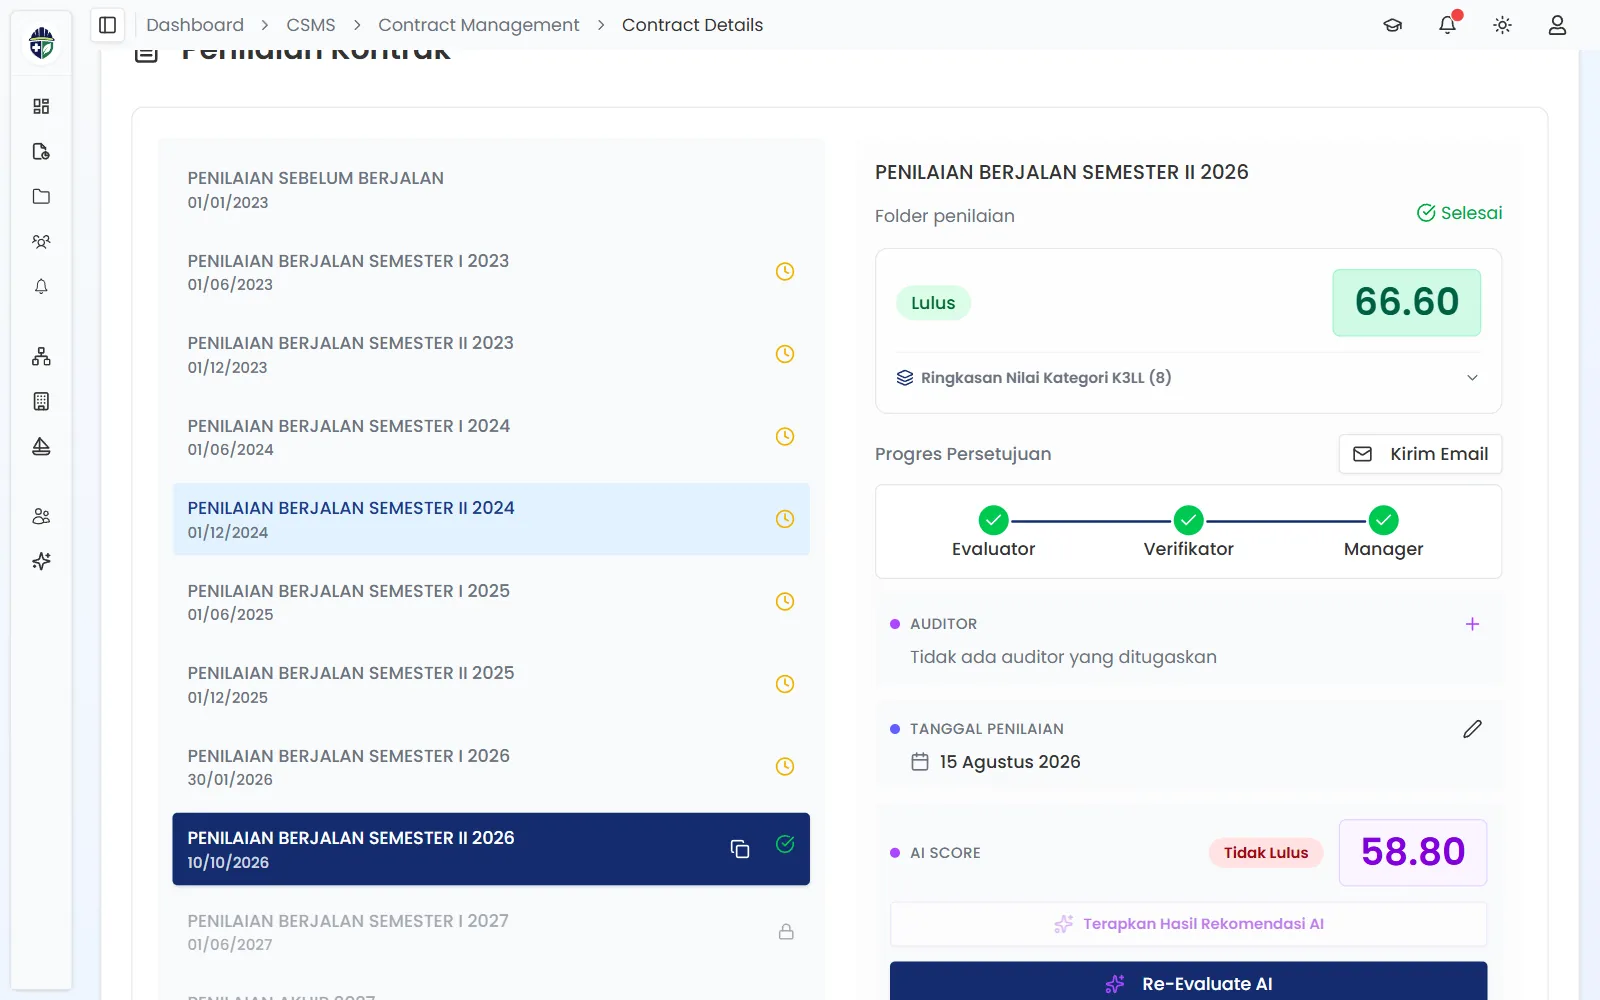 Dashboard > CSMS > Contract Management > Contract Details
Penilaian Kontrak
PENILAIAN SEBELUM BERJALAN
01/01/2023
PENILAIAN BERJALAN SEMESTER I 2023
01/06/2023
PENILAIAN BERJALAN SEMESTER II 2023
01/12/2023
PENILAIAN BERJALAN SEMESTER I 2024
01/06/2024
PENILAIAN BERJALAN SEMESTER II 2024
01/12/2024
PENILAIAN BERJALAN SEMESTER I 2025
01/06/2025
PENILAIAN BERJALAN SEMESTER II 2025
01/12/2025
PENILAIAN BERJALAN SEMESTER I 2026
30/01/2026
PENILAIAN BERJALAN SEMESTER II 2026
10/10/2026
PENILAIAN BERJALAN SEMESTER I 2027
01/06/2027
PENILAIAN AKHIR 2027
PENILAIAN BERJALAN SEMESTER II 2026
Folder penilaian
Selesai
Lulus
66.60
Ringkasan Nilai Kategori K3LL (8)
Progres Persetujuan
Kirim Email
Evaluator
Verifikator
Manager
AUDITOR
Tidak ada auditor yang ditugaskan
TANGGAL PENILAIAN
15 Agustus 2026
AI SCORE
Tidak Lulus
58.80
Terapkan Hasil Rekomendasi AI
Re-Evaluate AI